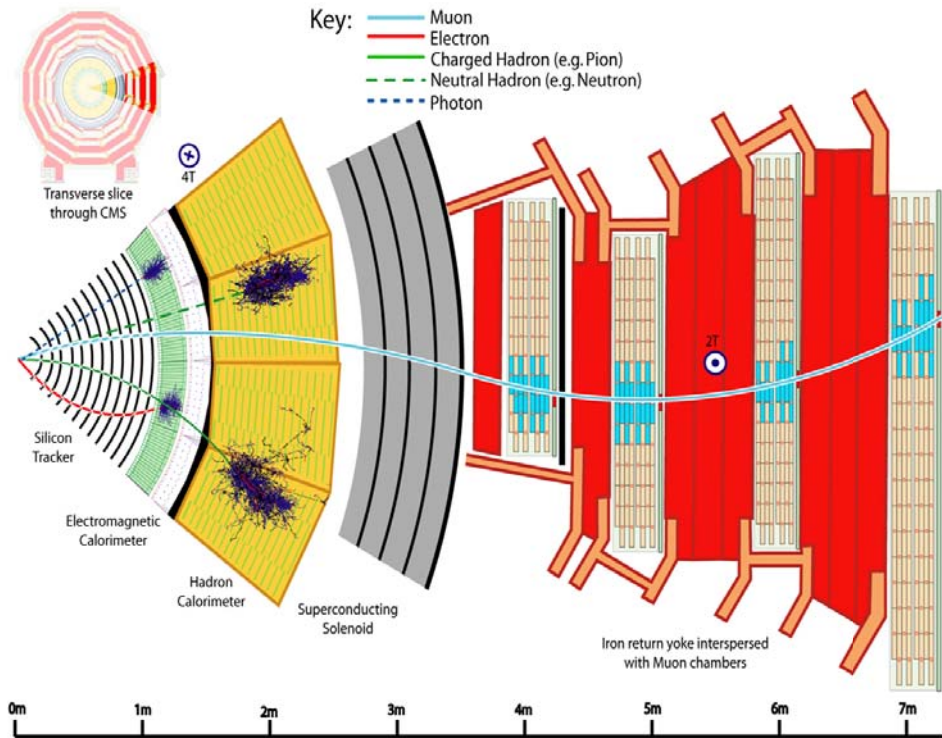 Key:
Muon
Electron
Charged Hadron (e.g. Pion)
Neutral Hadron (e.g. Neutron)
Photon
Transverse slice
through CMS
4T
2T
Silicon
Tracker
Electromagnetic
Calorimeter
Hadron
Calorimeter
Superconducting
Solenoid
Iron return yoke interspersed
with Muon chambers
0m 1m 2m 3m 4m 5m 6m 7m